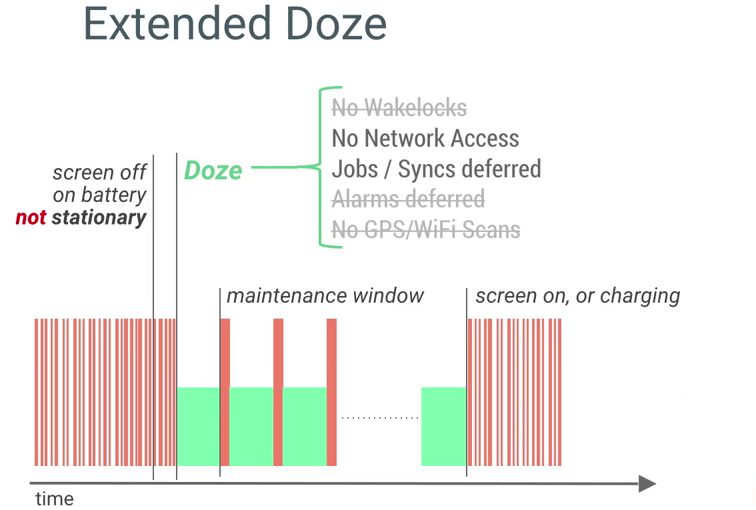 Extended Doze
No Wakelocks
No Network Access
Jobs / Syncs deferred
Alarms deferred
No GPS/WiFi Scans
Doze
screen off
on battery
not stationary
maintenance window
screen on, or charging
time